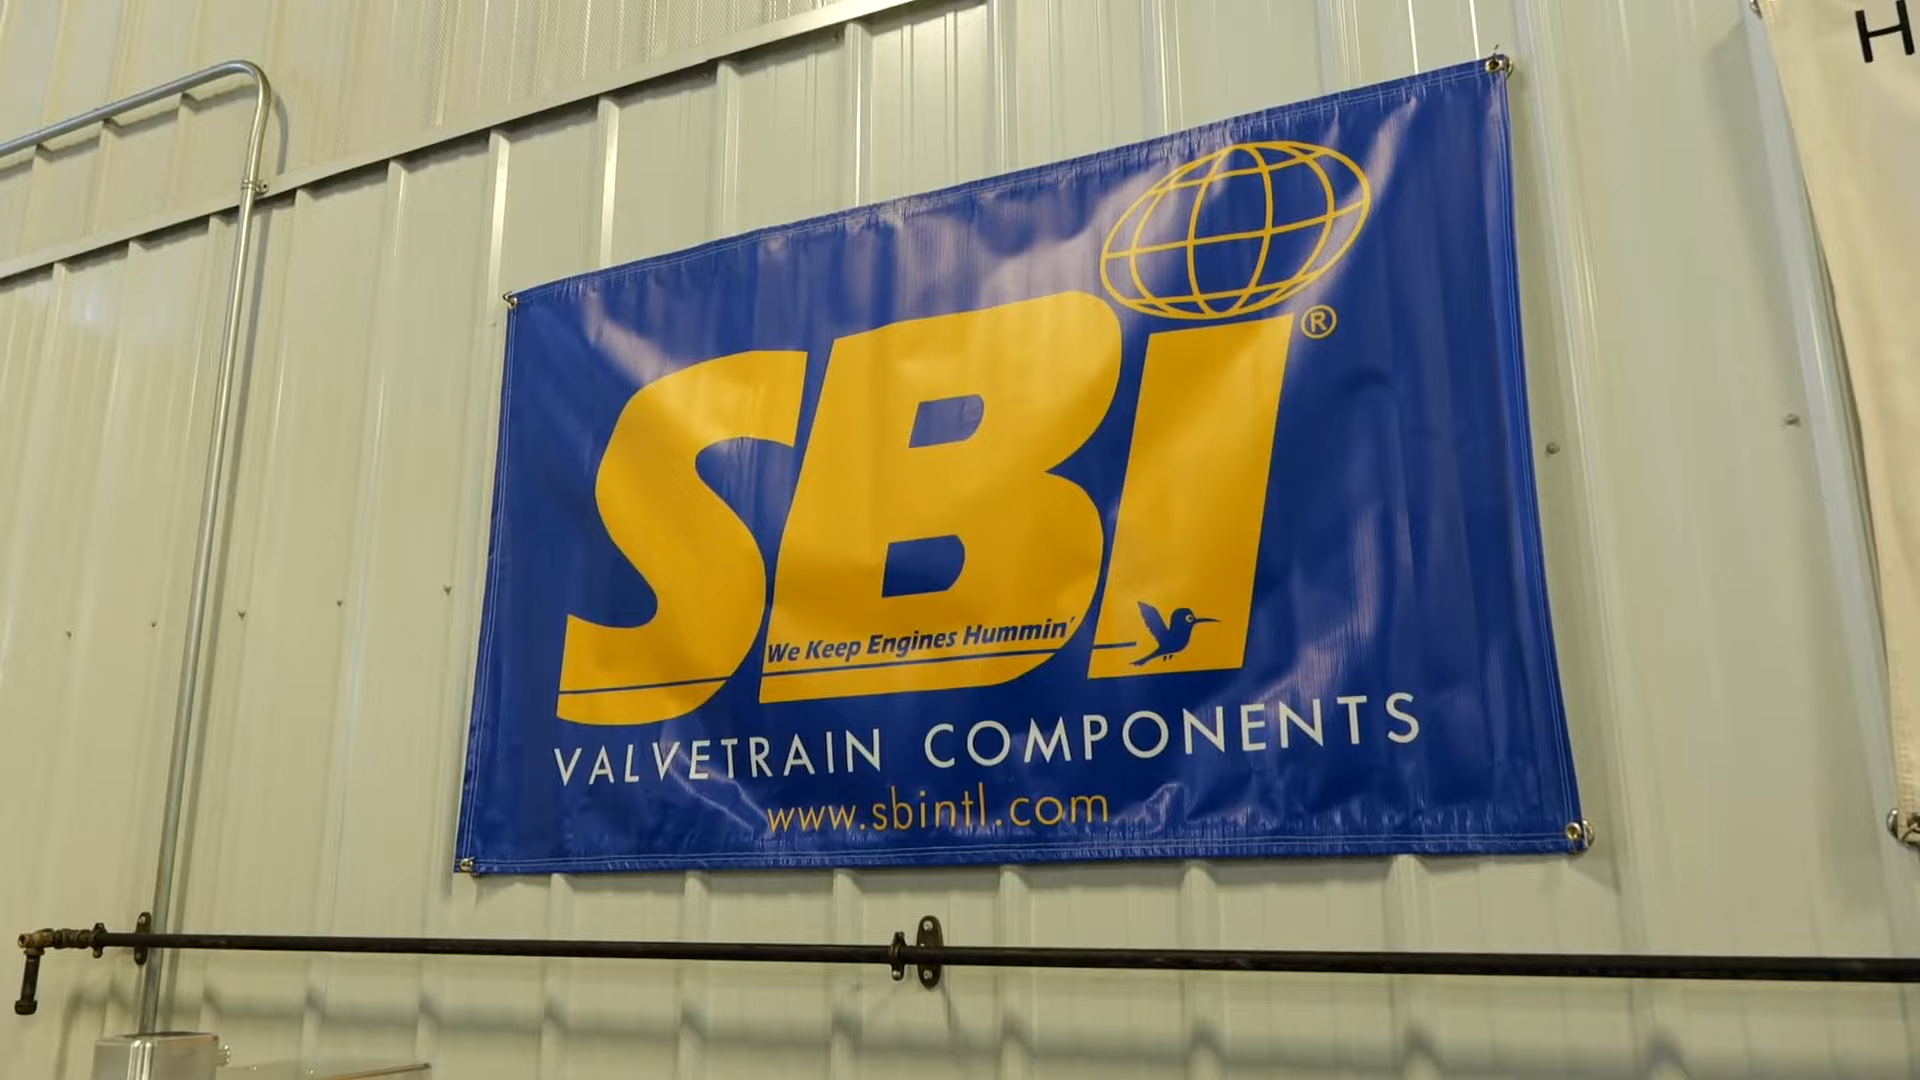 SBI®
We Keep Engines Hummin'
VALVETRAIN COMPONENTS
www.sbintl.com
H